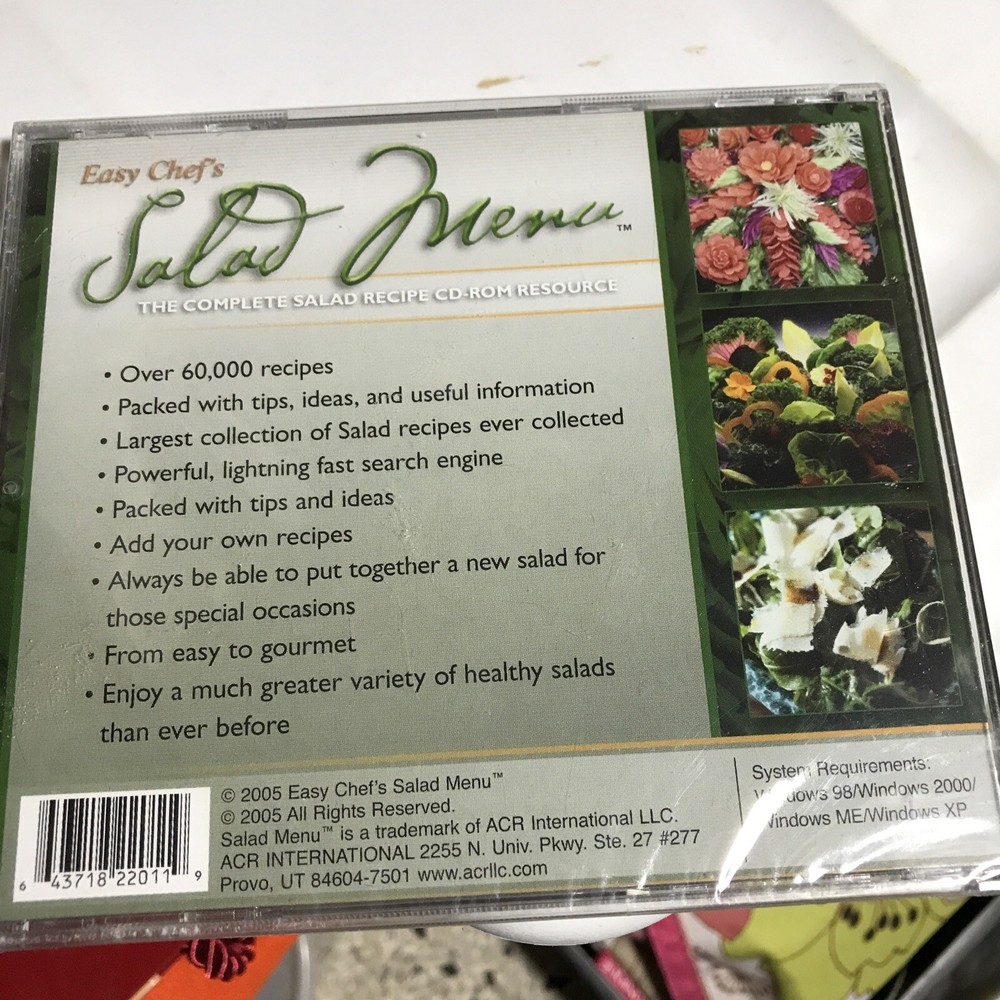 Easy Chef's
Salad Menu™
THE COMPLETE SALAD RECIPE CD-ROM RESOURCE
• Over 60,000 recipes
• Packed with tips, ideas, and useful information
• Largest collection of Salad recipes ever collected
• Powerful, lightning fast search engine
• Packed with tips and ideas
• Add your own recipes
• Always be able to put together a new salad for
those special occasions
• From easy to gourmet
• Enjoy a much greater variety of healthy salads
than ever before
© 2005 Easy Chef's Salad Menu™
© 2005 All Rights Reserved.
Salad Menu™ is a trademark of ACR International LLC.
ACR INTERNATIONAL 2255 N. Univ. Pkwy. Ste. 27 #277
Provo, UT 84604-7501 www.acrllc.com
System Requirements:
Windows 98/Windows 2000/
Windows ME/Windows XP
6 43718 22011 9